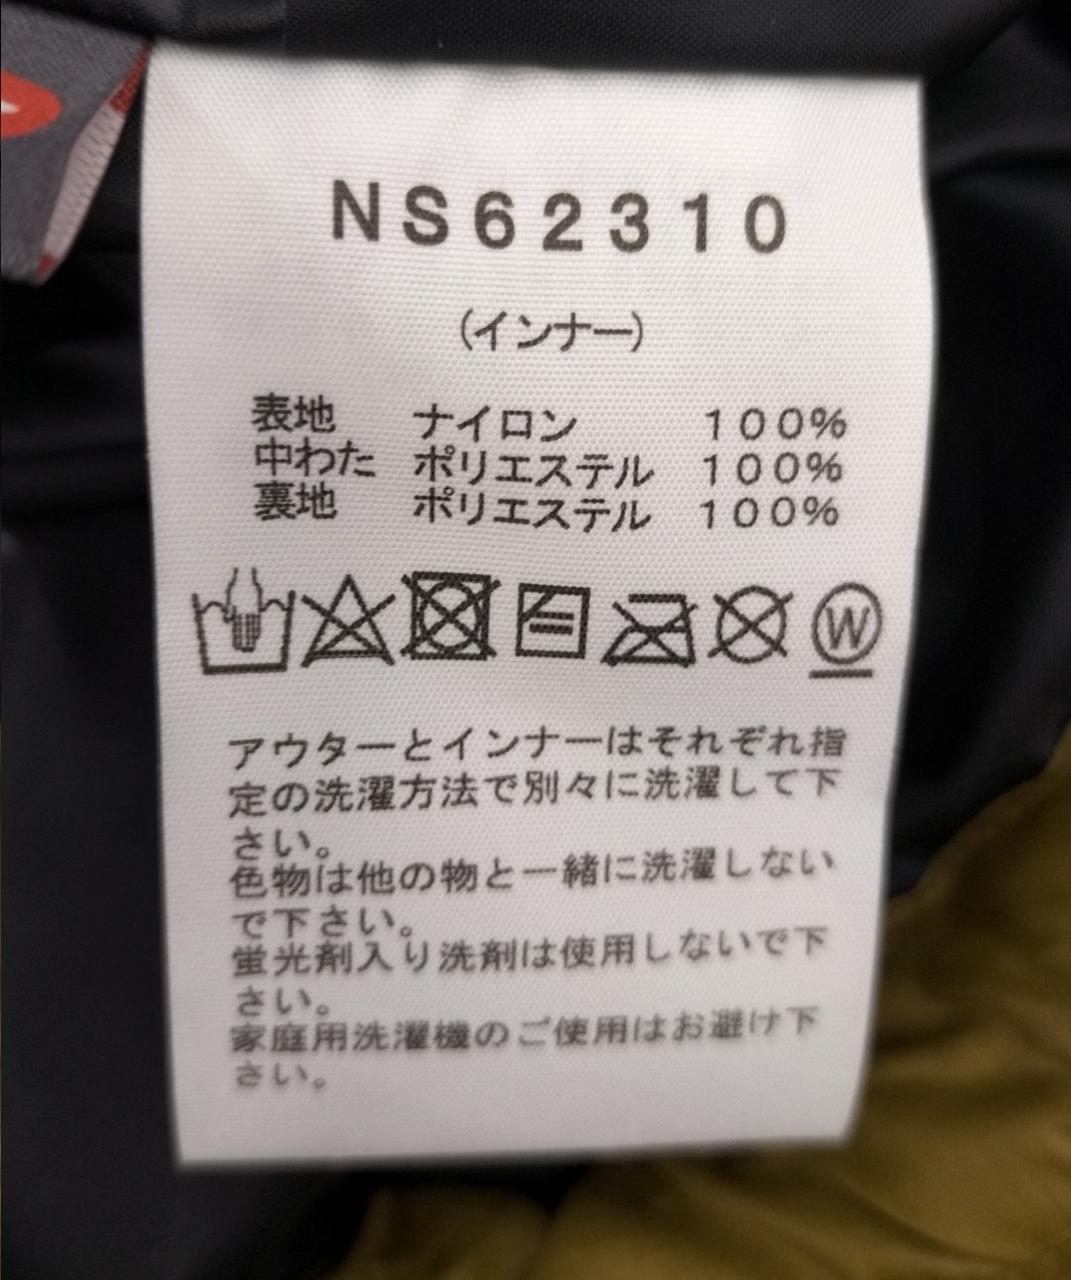 NS62310
(インナー)
表地 ナイロン 100%
中わた ポリエステル 100%
裏地 ポリエステル 100%
W
アウターとインナーはそれぞれ指
定の洗濯方法で別々に洗濯して下
さい。
色物は他の物と一緒に洗濯しない
で下さい。
蛍光剤入り洗剤は使用しないで下
さい。
家庭用洗濯機のご使用はお避け下
さい。